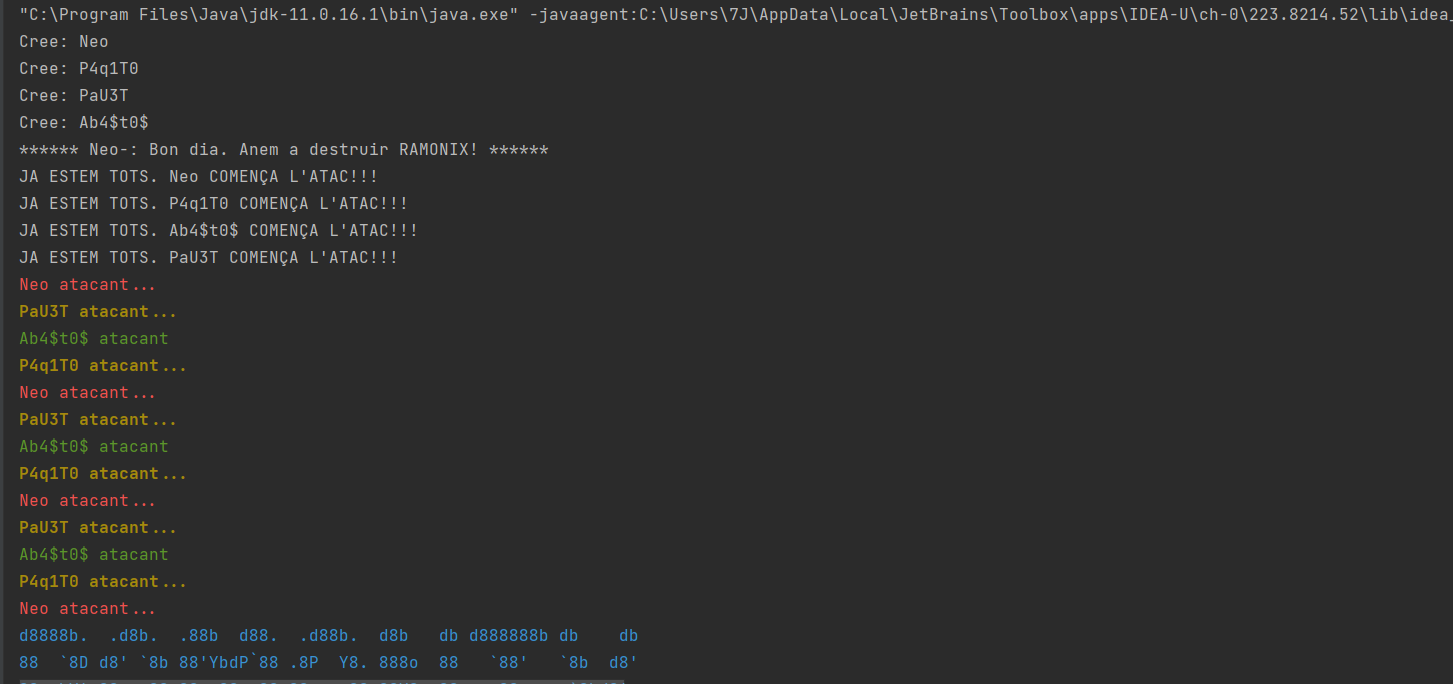 "C:\Program Files\Java\jdk-11.0.16.1\bin\java.exe" -javaagent:C:\Users\7J\AppData\Local\JetBrains\Toolbox\apps\IDEA-U\ch-0\223.8214.52\lib\idea_
Cree: Neo
Cree: P4q1T0
Cree: PaU3T
Cree: Ab4$t0$
****** Neo-: Bon dia. Anem a destruir RAMONIX! ******
JA ESTEM TOTS. Neo COMENÇA L'ATAC!!!
JA ESTEM TOTS. P4q1T0 COMENÇA L'ATAC!!!
JA ESTEM TOTS. Ab4$t0$ COMENÇA L'ATAC!!!
JA ESTEM TOTS. PaU3T COMENÇA L'ATAC!!!
Neo atacant...
PaU3T atacant...
Ab4$t0$ atacant
P4q1T0 atacant...
Neo atacant...
PaU3T atacant...
Ab4$t0$ atacant
P4q1T0 atacant...
Neo atacant...
PaU3T atacant...
Ab4$t0$ atacant
P4q1T0 atacant...
Neo atacant...
d8888b.  .d8b.  .88b  d88.  .d88b.  d8b   db d888888b db    db
88  `8D d8' `8b 88'YbdP`88 .8P  Y8. 888o  88   `88'   `8b  d8'